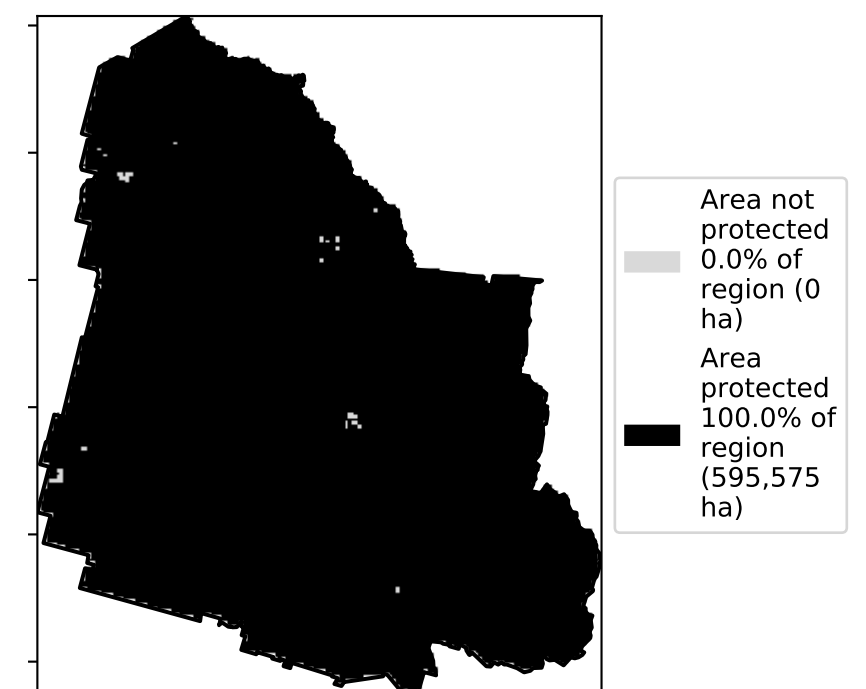 Area not
protected
0.0% of
region (0
ha)
Area
protected
100.0% of
region
(595,575
ha)